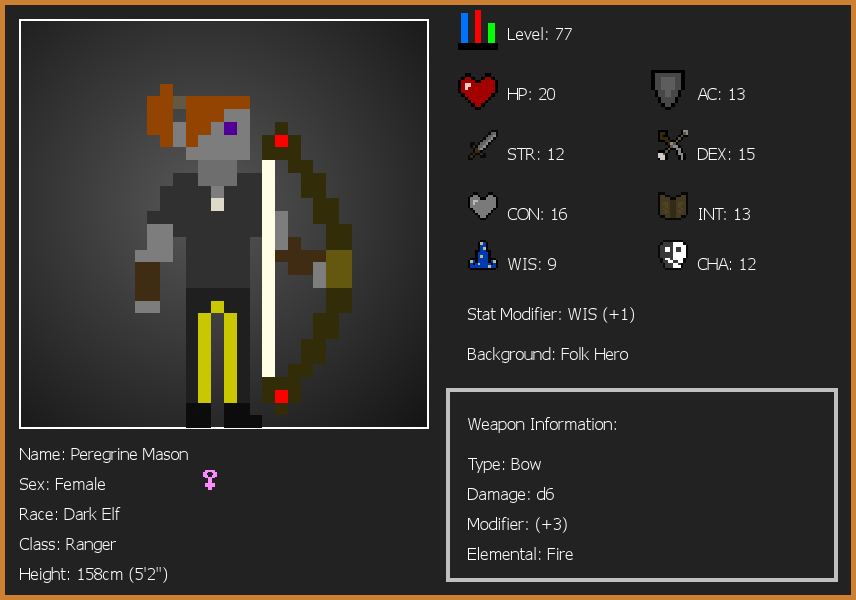 Level: 77
HP: 20
AC: 13
STR: 12
DEX: 15
CON: 16
INT: 13
WIS: 9
CHA: 12
Stat Modifier: WIS (+1)
Background: Folk Hero
Weapon Information:
Type: Bow
Damage: d6
Modifier: (+3)
Elemental: Fire
Name: Peregrine Mason
Sex: Female
Race: Dark Elf
Class: Ranger
Height: 158cm (5'2")